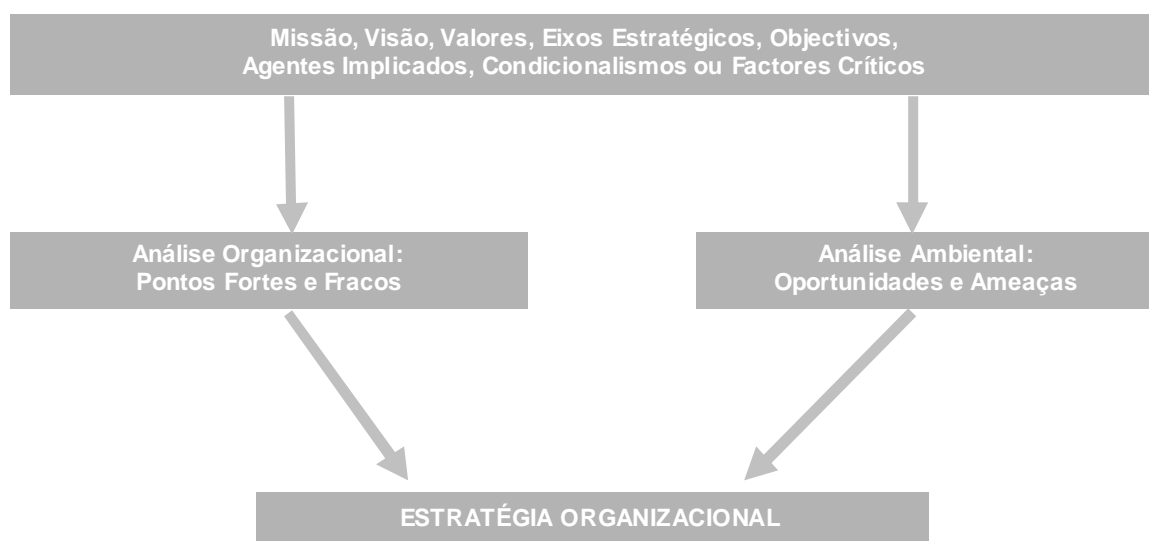 Missão, Visão, Valores, Eixos Estratégicos, Objectivos,
Agentes Implicados, Condicionalismos ou Factores Críticos
Análise Organizacional:
Pontos Fortes e Fracos
Análise Ambiental:
Oportunidades e Ameaças
ESTRATÉGIA ORGANIZACIONAL